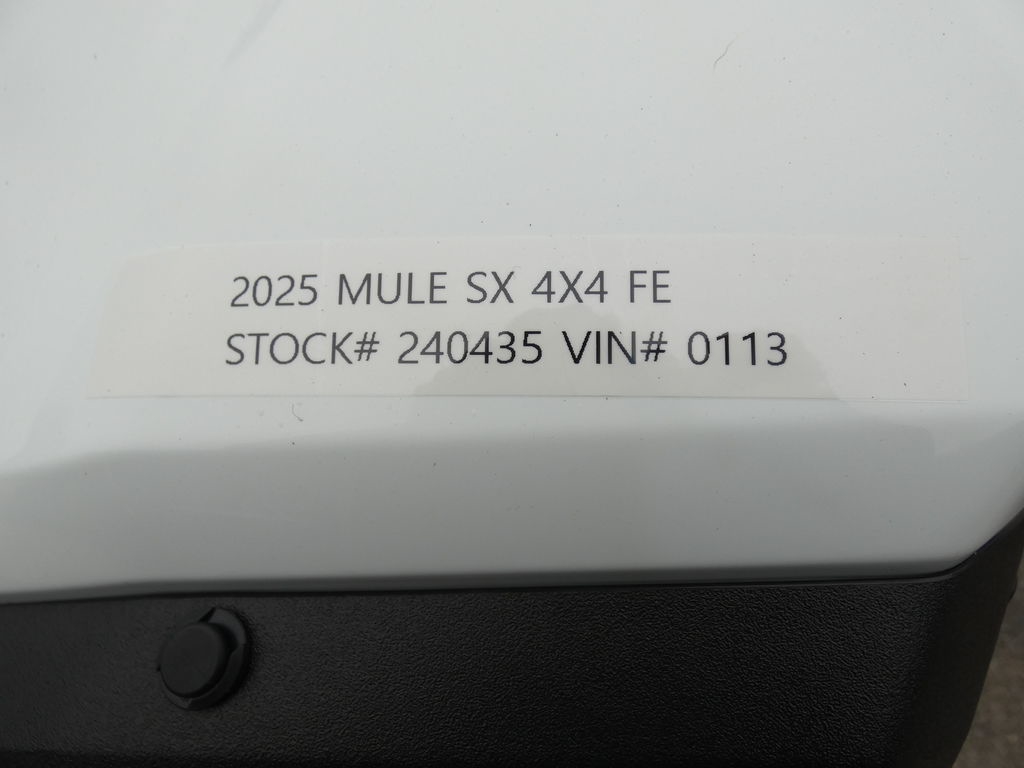 2025 MULE SX 4X4 FE
STOCK# 240435 VIN# 0113